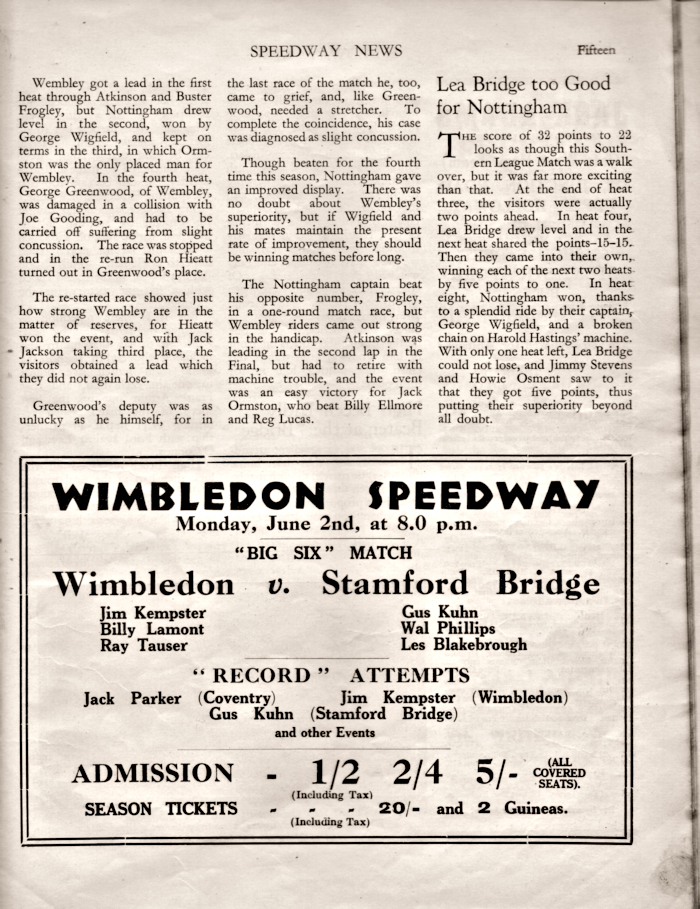 SPEEDWAY NEWS
Fifteen
Wembley got a lead in the first
heat through Atkinson and Buster
Frogley, but Nottingham drew
level in the second, won by
George Wigfield, and kept on
terms in the third, in which Orm-
ston was the only placed man for
Wembley. In the fourth heat,
George Greenwood, of Wembley,
was damaged in a collision with
Joe Gooding, and had to be
carried off suffering from slight
concussion. The race was stopped
and in the re-run Ron Hieatt
turned out in Greenwood's place.
The re-started race showed just
how strong Wembley are in the
matter of reserves, for Hieatt
won the event, and with Jack
Jackson taking third place, the
visitors obtained a lead which
they did not again lose.
Greenwood's deputy was as
unlucky as he himself, for in
the last race of the match he, too,
came to grief, and, like Green-
wood, needed a stretcher. To
complete the coincidence, his case
was diagnosed as slight concussion.
Though beaten for the fourth
time this season, Nottingham gave
an improved display. There was
no doubt about Wembley's
superiority, but if Wigfield and
his mates maintain the present
rate of improvement, they should
be winning matches before long.
The Nottingham captain beat
his opposite number, Frogley,
in a one-round match race, but
Wembley riders came out strong
in the handicap. Atkinson was
leading in the second lap in the
Final, but had to retire with
machine trouble, and the event
was an easy victory for Jack
Ormston, who beat Billy Ellmore
and Reg Lucas.
Lea Bridge too Good
for Nottingham
THE score of 32 points to 22
looks as though this South-
ern League Match was a walk
over, but it was far more exciting
than that. At the end of heat
three, the visitors were actually
two points ahead. In heat four,
Lea Bridge drew level and in the
next heat shared the points-15-15.
Then they came into their own,
winning each of the next two heats
by five points to one. In heat
eight, Nottingham won, thanks
to a splendid ride by their captain,
George Wigfield, and a broken
chain on Harold Hastings' machine.
With only one heat left, Lea Bridge
could not lose, and Jimmy Stevens
and Howie Osment saw to it
that they got five points, thus
putting their superiority beyond
all doubt.
WIMBLEDON SPEEDWAY
Monday, June 2nd, at 8.0 p.m.
"BIG SIX" MATCH
Wimbledon v. Stamford Bridge
Jim Kempster Gus Kuhn
Billy Lamont Wal Phillips
Ray Tauser Les Blakebrough
"RECORD" ATTEMPTS
Jack Parker (Coventry) Jim Kempster (Wimbledon)
Gus Kuhn (Stamford Bridge)
and other Events
ADMISSION - 1/2 2/4 5/- (ALL COVERED SEATS).
(Including Tax)
SEASON TICKETS - - - 20/- and 2 Guineas.
(Including Tax)